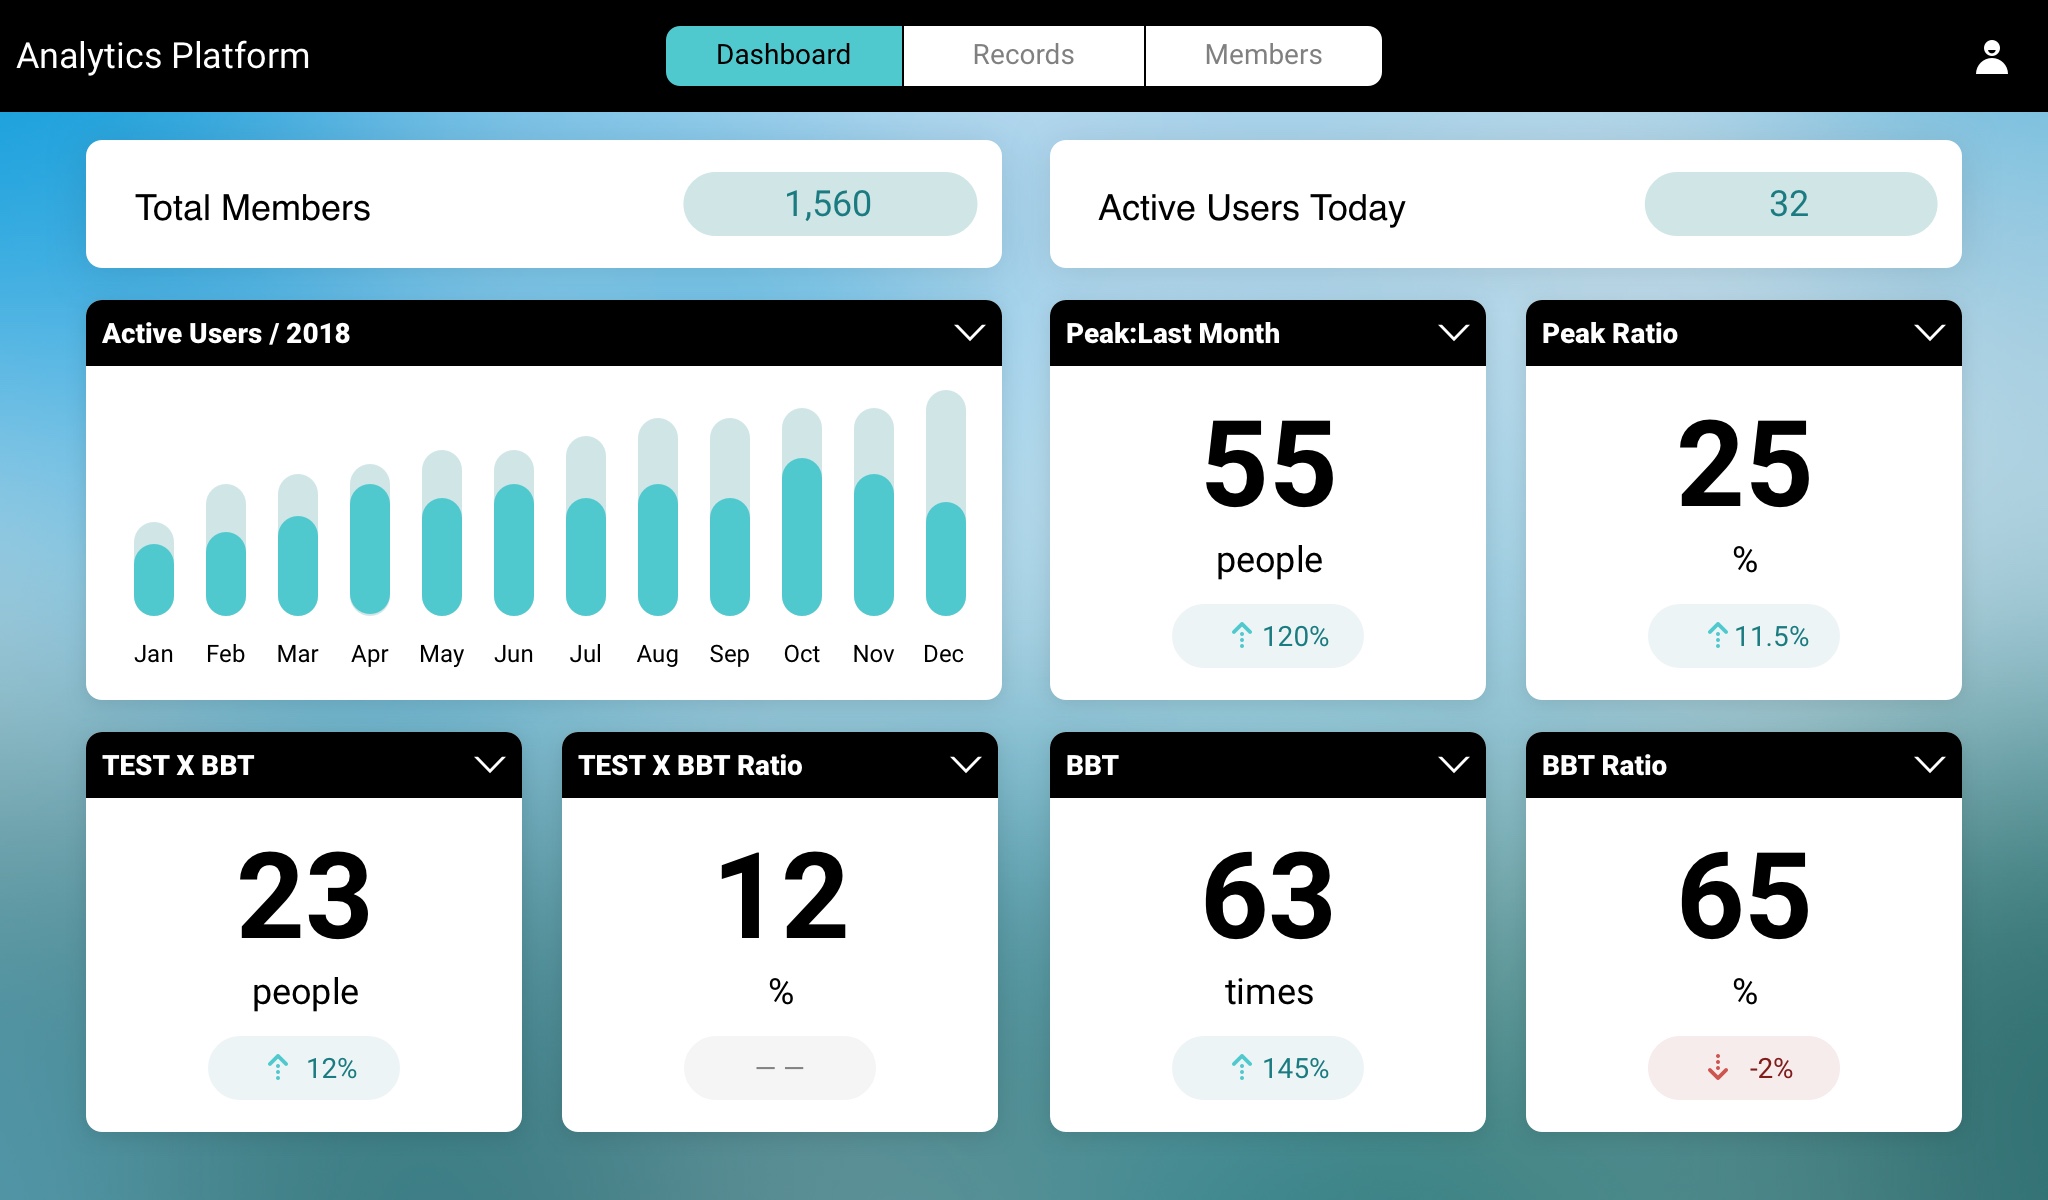 Analytics Platform
Dashboard
Records
Members
Total Members
1,560
Active Users Today
32
Active Users / 2018
Jan Feb Mar Apr May Jun Jul Aug Sep Oct Nov Dec
Peak:Last Month
55
people
120%
Peak Ratio
25
%
11.5%
TEST X BBT
23
people
12%
TEST X BBT Ratio
12
%
– –
BBT
63
times
145%
BBT Ratio
65
%
-2%